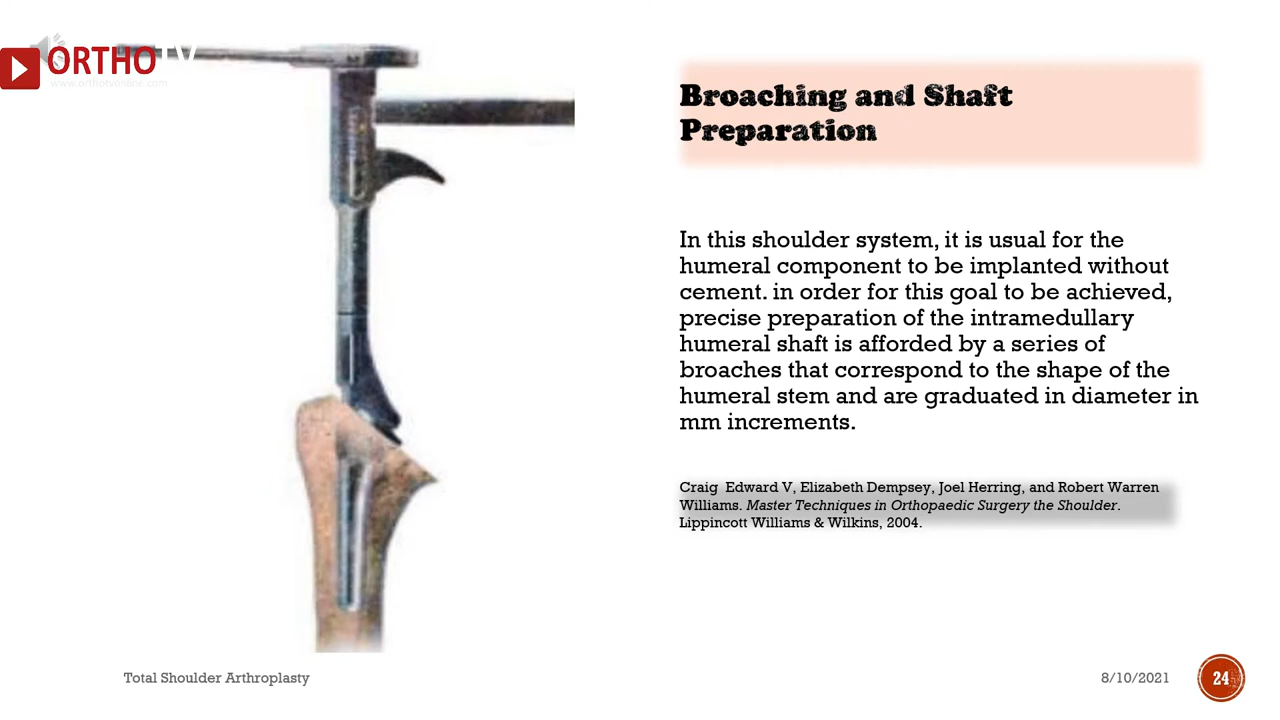 ORTHO TV
www.orthotvonline.com
Broaching and Shaft
Preparation
In this shoulder system, it is usual for the
humeral component to be implanted without
cement. in order for this goal to be achieved,
precise preparation of the intramedullary
humeral shaft is afforded by a series of
broaches that correspond to the shape of the
humeral stem and are graduated in diameter in
mm increments.
Craig Edward V, Elizabeth Dempsey, Joel Herring, and Robert Warren
Williams. Master Techniques in Orthopaedic Surgery the Shoulder.
Lippincott Williams & Wilkins, 2004.
Total Shoulder Arthroplasty
8/10/2021
24